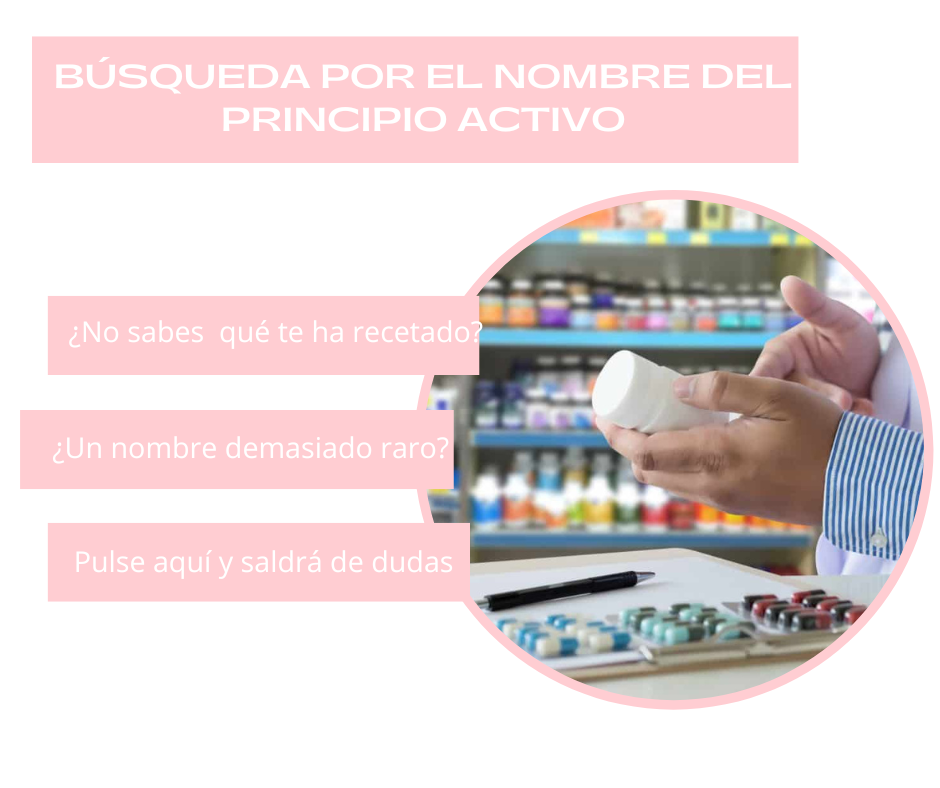 BÚSQUEDA POR EL NOMBRE DEL
PRINCIPIO ACTIVO
¿No sabes qué te ha recetado?
¿Un nombre demasiado raro?
Pulse aquí y saldrá de dudas